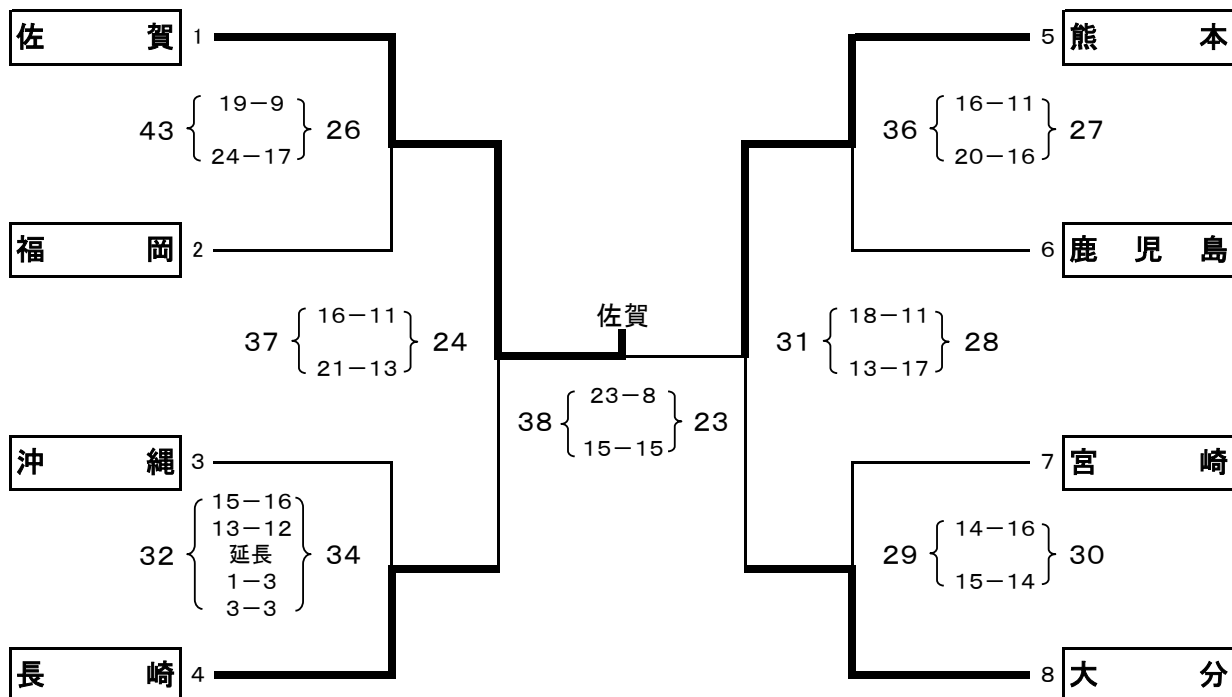 佐賀 1
5 熊本
43 19－9 24－17 26
36 16－11 20－16 27
福岡 2
6 鹿児島
佐賀
37 16－11 21－13 24
31 18－11 13－17 28
38 23－8 15－15 23
沖縄 3
7 宮崎
32 15－16 13－12 延長 1－3 3－3 34
29 14－16 15－14 30
長崎 4
8 大分